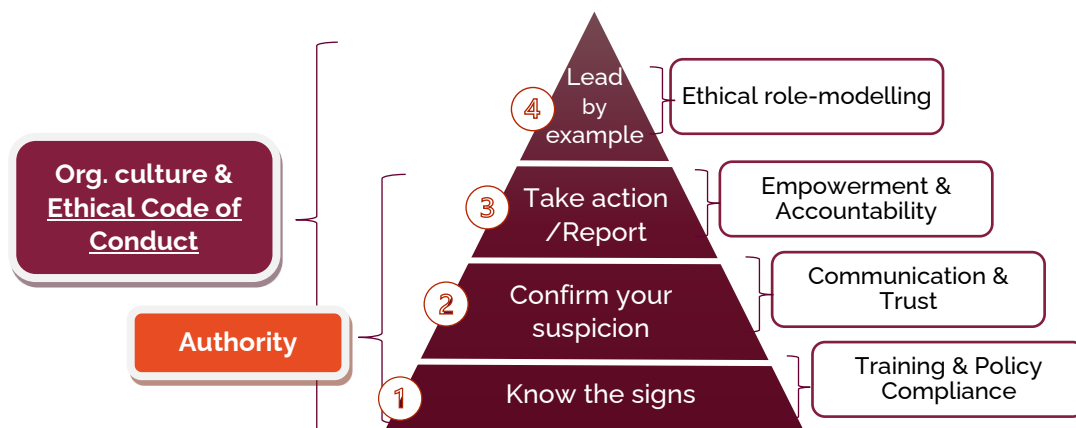 Org. culture &
Ethical Code of
Conduct
Authority
4
Lead
by
example
Ethical role-modelling
3
Take action
/Report
Empowerment &
Accountability
2
Confirm your
suspicion
Communication &
Trust
1
Know the signs
Training & Policy
Compliance